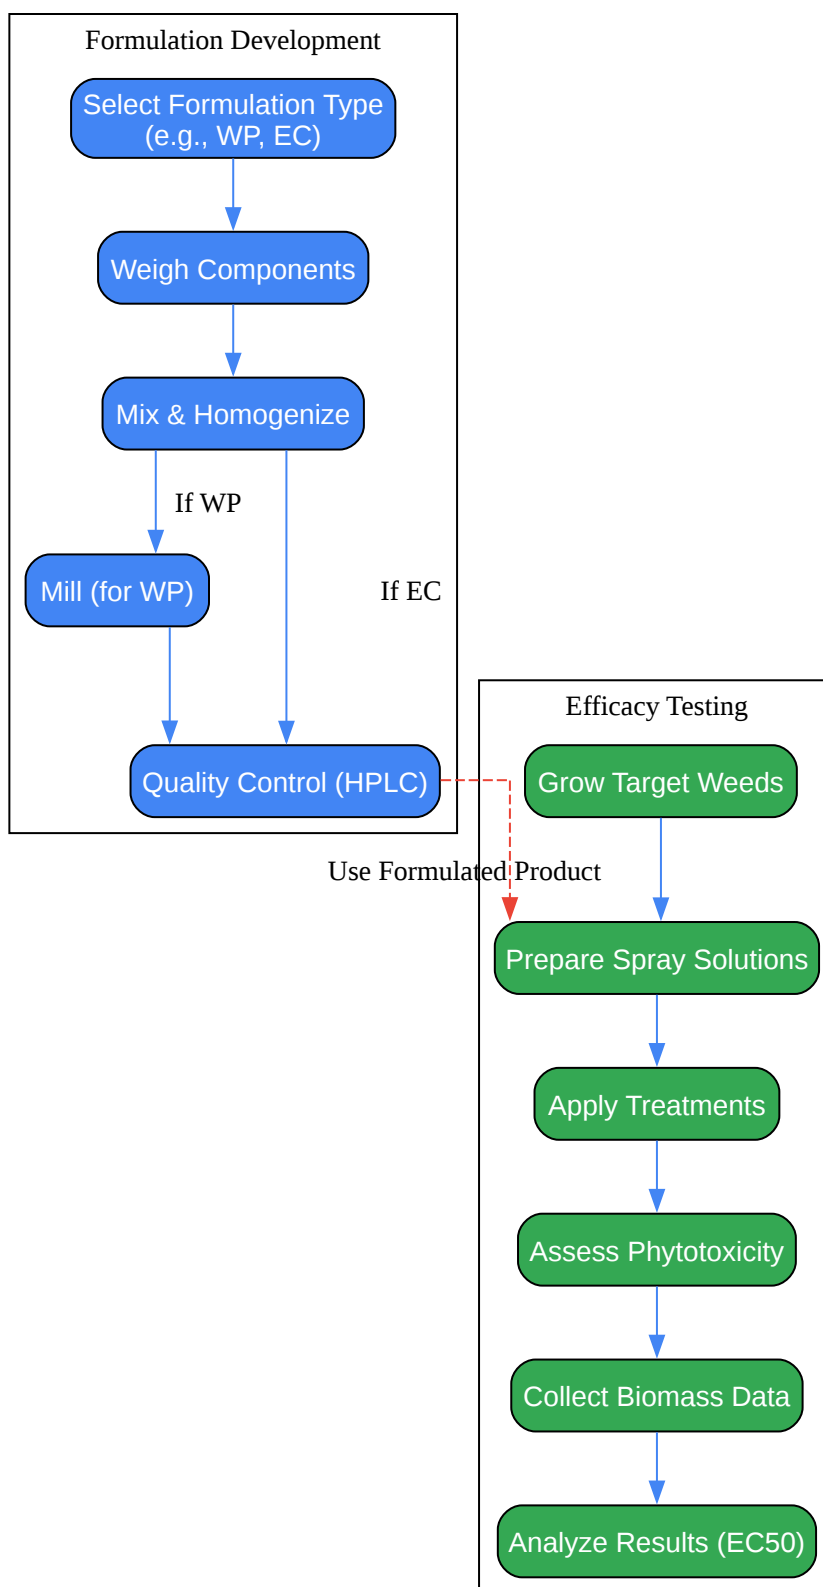 Formulation Development
Select Formulation Type
(e.g., WP, EC)
Weigh Components
Mix & Homogenize
If WP
Mill (for WP)
If EC
Quality Control (HPLC)
Efficacy Testing
Grow Target Weeds
Use Formulated Product
Prepare Spray Solutions
Apply Treatments
Assess Phytotoxicity
Collect Biomass Data
Analyze Results (EC50)